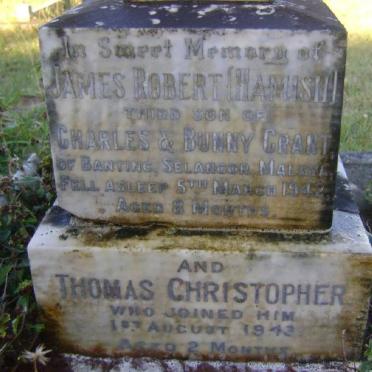 In Sweet Memory of
JAMES ROBERT (HAMISH)
THIRD SON OF
CHARLES & BUNNY GRANT
OF BANTING, SELANGOR MALAYA
FELL ASLEEP 5TH MARCH 1942
AGED 8 MONTHS
AND
THOMAS CHRISTOPHER
WHO JOINED HIM
1ST AUGUST 1943
AGED 2 MONTHS